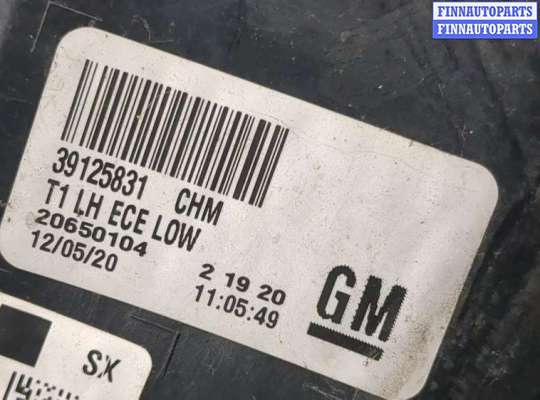 FINNAUTOPARTS
FINNAUTOPARTS
39125831 CHM
T1 LH ECE LOW
20650104
12/05/20
2 19 20
11:05:49
GM
SX